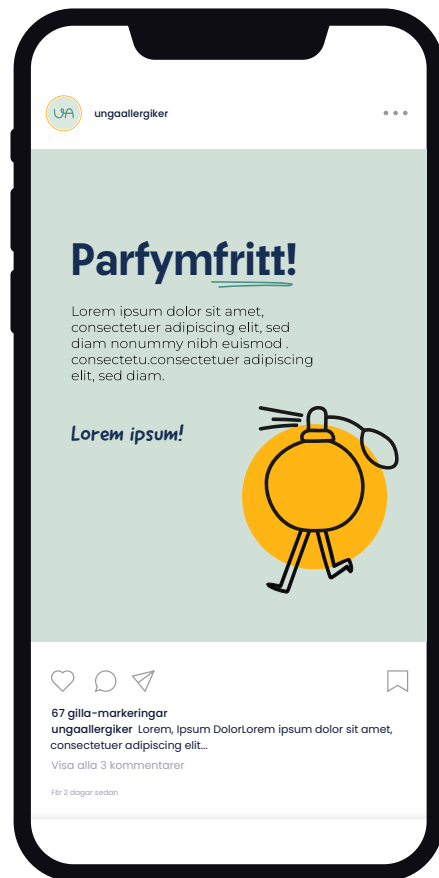 UA
ungaallergiker
Parfymfritt!
Lorem ipsum dolor sit amet,
consectetuer adipiscing elit, sed
diam nonummy nibh euismod .
consectetu.consectetuer adipiscing
elit, sed diam.
Lorem ipsum!
67 gilla-markeringar
ungaallergiker Lorem, Ipsum DolorLorem ipsum dolor sit amet,
consectetuer adipiscing elit...
Visa alla 3 kommentarer
För 2 dagar sedan